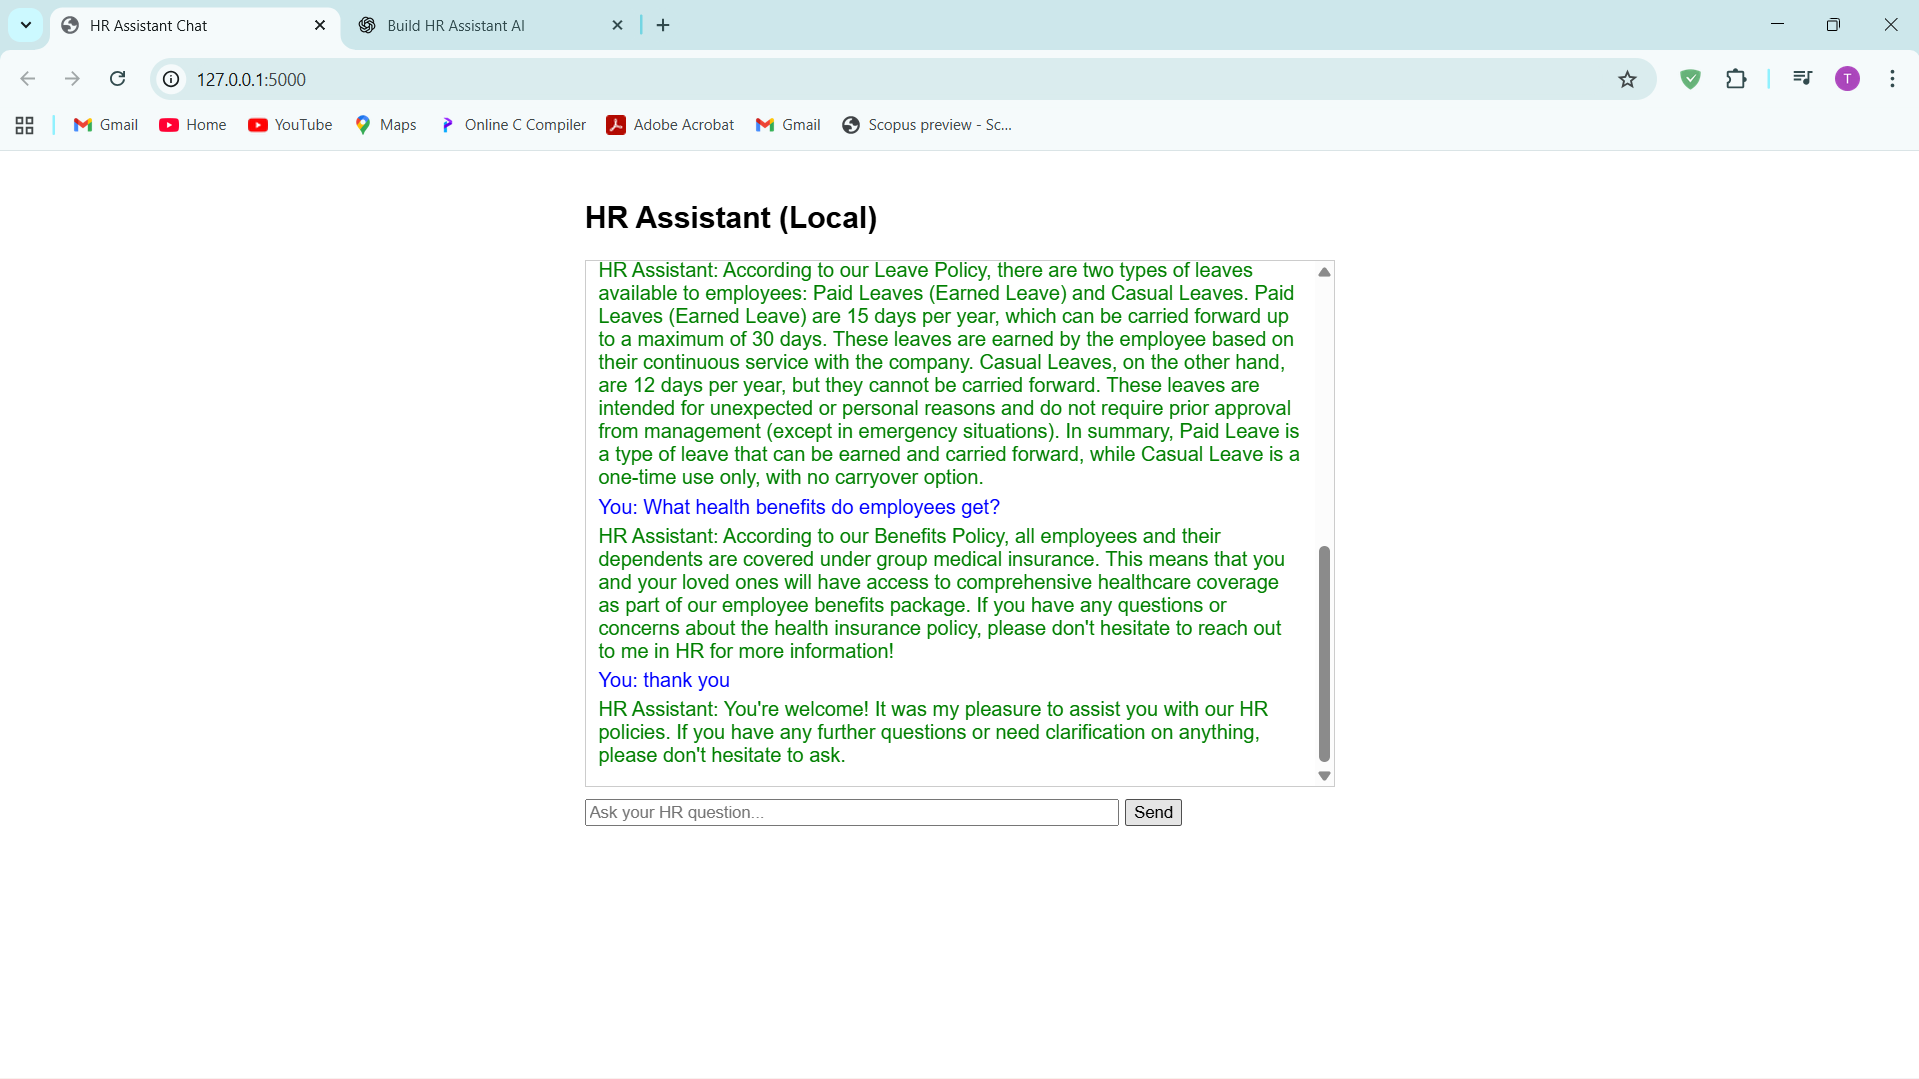 HR Assistant Chat
Build HR Assistant AI
127.0.0.1:5000
T
Gmail
Home
YouTube
Maps
Online C Compiler
Adobe Acrobat
Gmail
Scopus preview - Sc...
HR Assistant (Local)
HR Assistant: According to our Leave Policy, there are two types of leaves
available to employees: Paid Leaves (Earned Leave) and Casual Leaves. Paid
Leaves (Earned Leave) are 15 days per year, which can be carried forward up
to a maximum of 30 days. These leaves are earned by the employee based on
their continuous service with the company. Casual Leaves, on the other hand,
are 12 days per year, but they cannot be carried forward. These leaves are
intended for unexpected or personal reasons and do not require prior approval
from management (except in emergency situations). In summary, Paid Leave is
a type of leave that can be earned and carried forward, while Casual Leave is a
one-time use only, with no carryover option.
You: What health benefits do employees get?
HR Assistant: According to our Benefits Policy, all employees and their
dependents are covered under group medical insurance. This means that you
and your loved ones will have access to comprehensive healthcare coverage
as part of our employee benefits package. If you have any questions or
concerns about the health insurance policy, please don't hesitate to reach out
to me in HR for more information!
You: thank you
HR Assistant: You're welcome! It was my pleasure to assist you with our HR
policies. If you have any further questions or need clarification on anything,
please don't hesitate to ask.
Ask your HR question...
Send